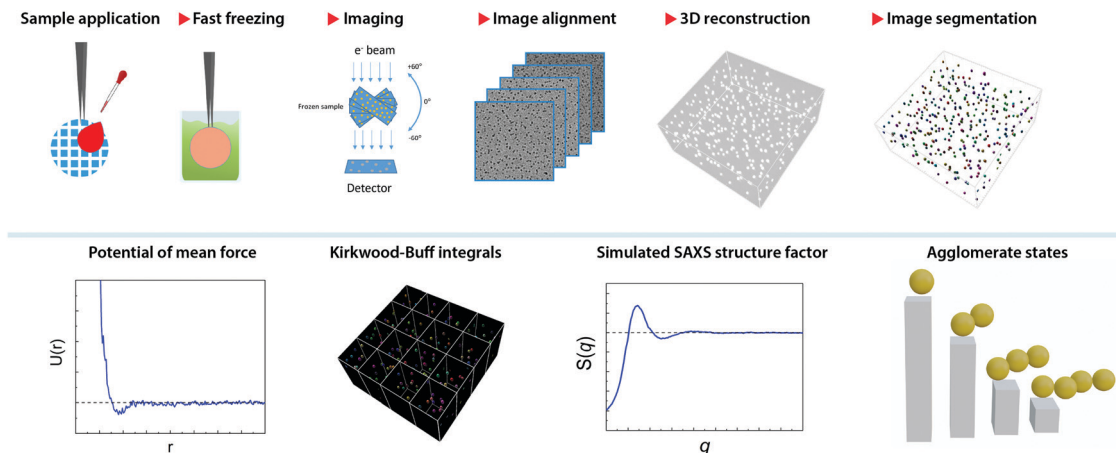 Sample application
Fast freezing
Imaging
Image alignment
3D reconstruction
Image segmentation
e⁻ beam
+60°
Frozen sample
0°
-60°
Detector
Potential of mean force
Kirkwood-Buff integrals
Simulated SAXS structure factor
Agglomerate states
U(r)
r
S(q)
q